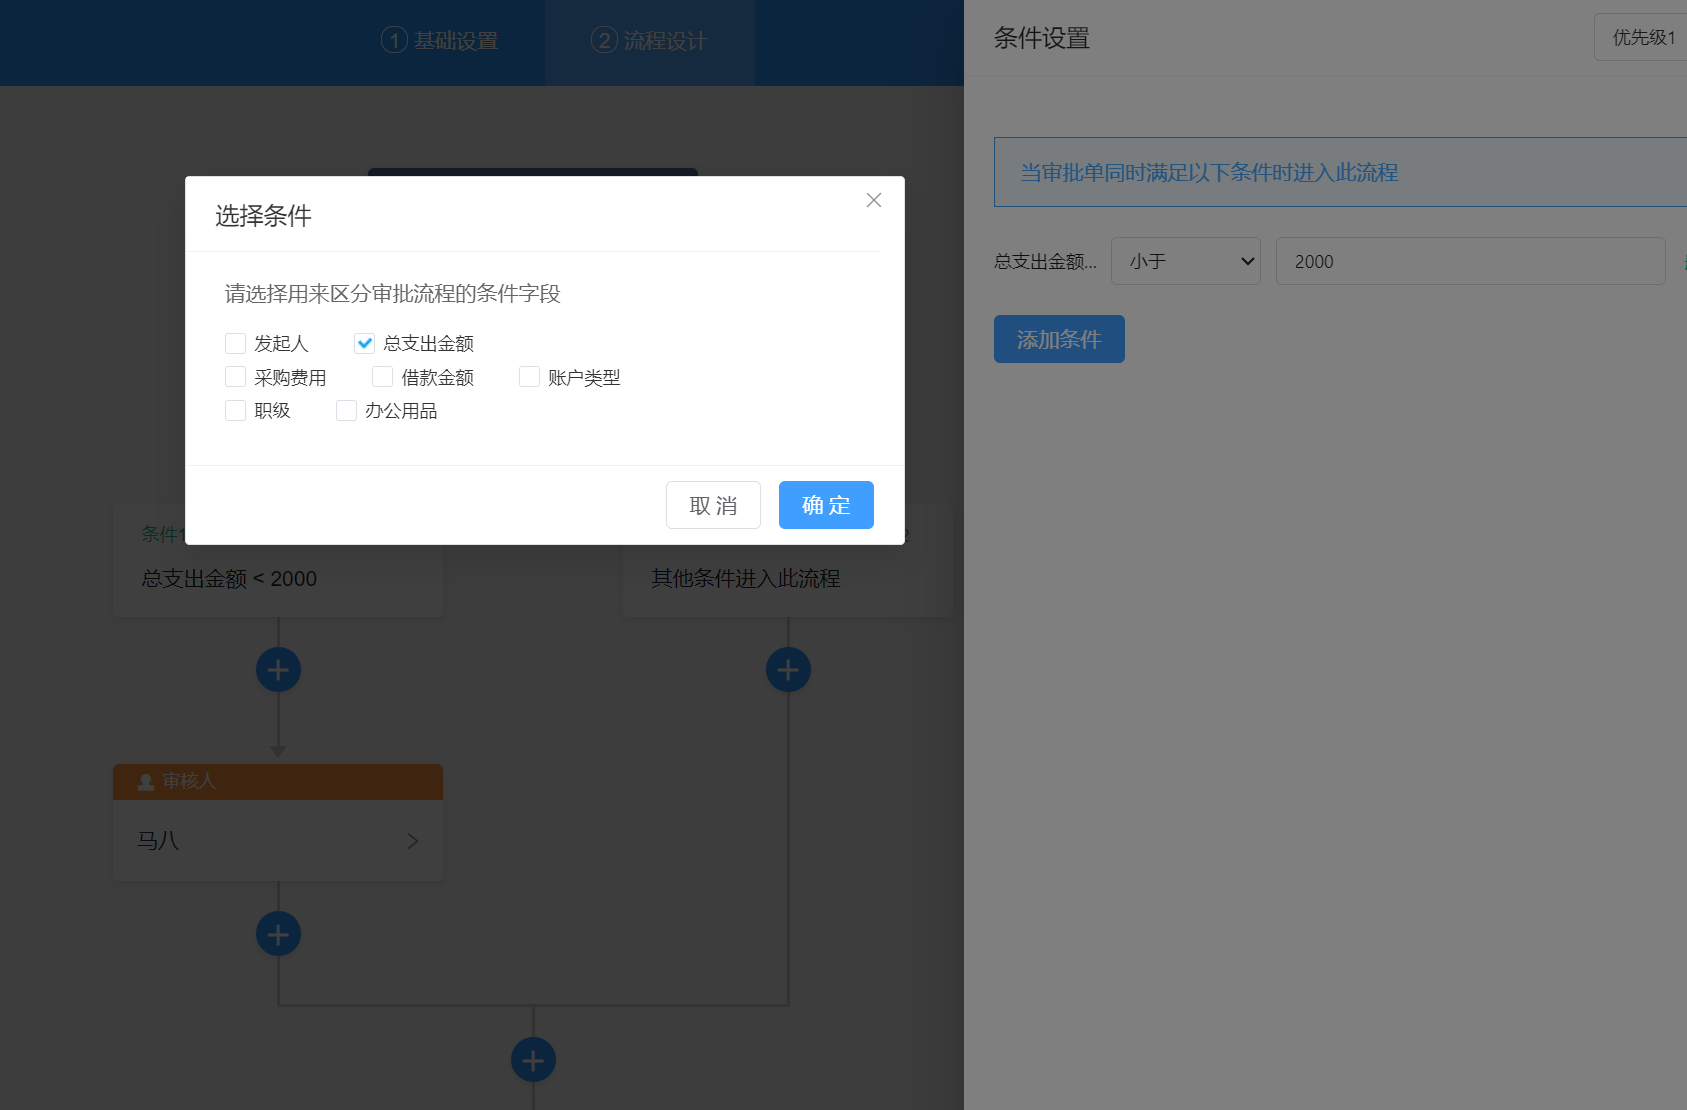 1 基础设置
2 流程设计
条件设置
优先级1
当审批单同时满足以下条件时进入此流程
总支出金额...
小于
2000
添加条件
选择条件
请选择用来区分审批流程的条件字段
发起人
总支出金额
采购费用
借款金额
账户类型
职级
办公用品
取 消
确 定
条件1
总支出金额 < 2000
其他条件进入此流程
审核人
马八